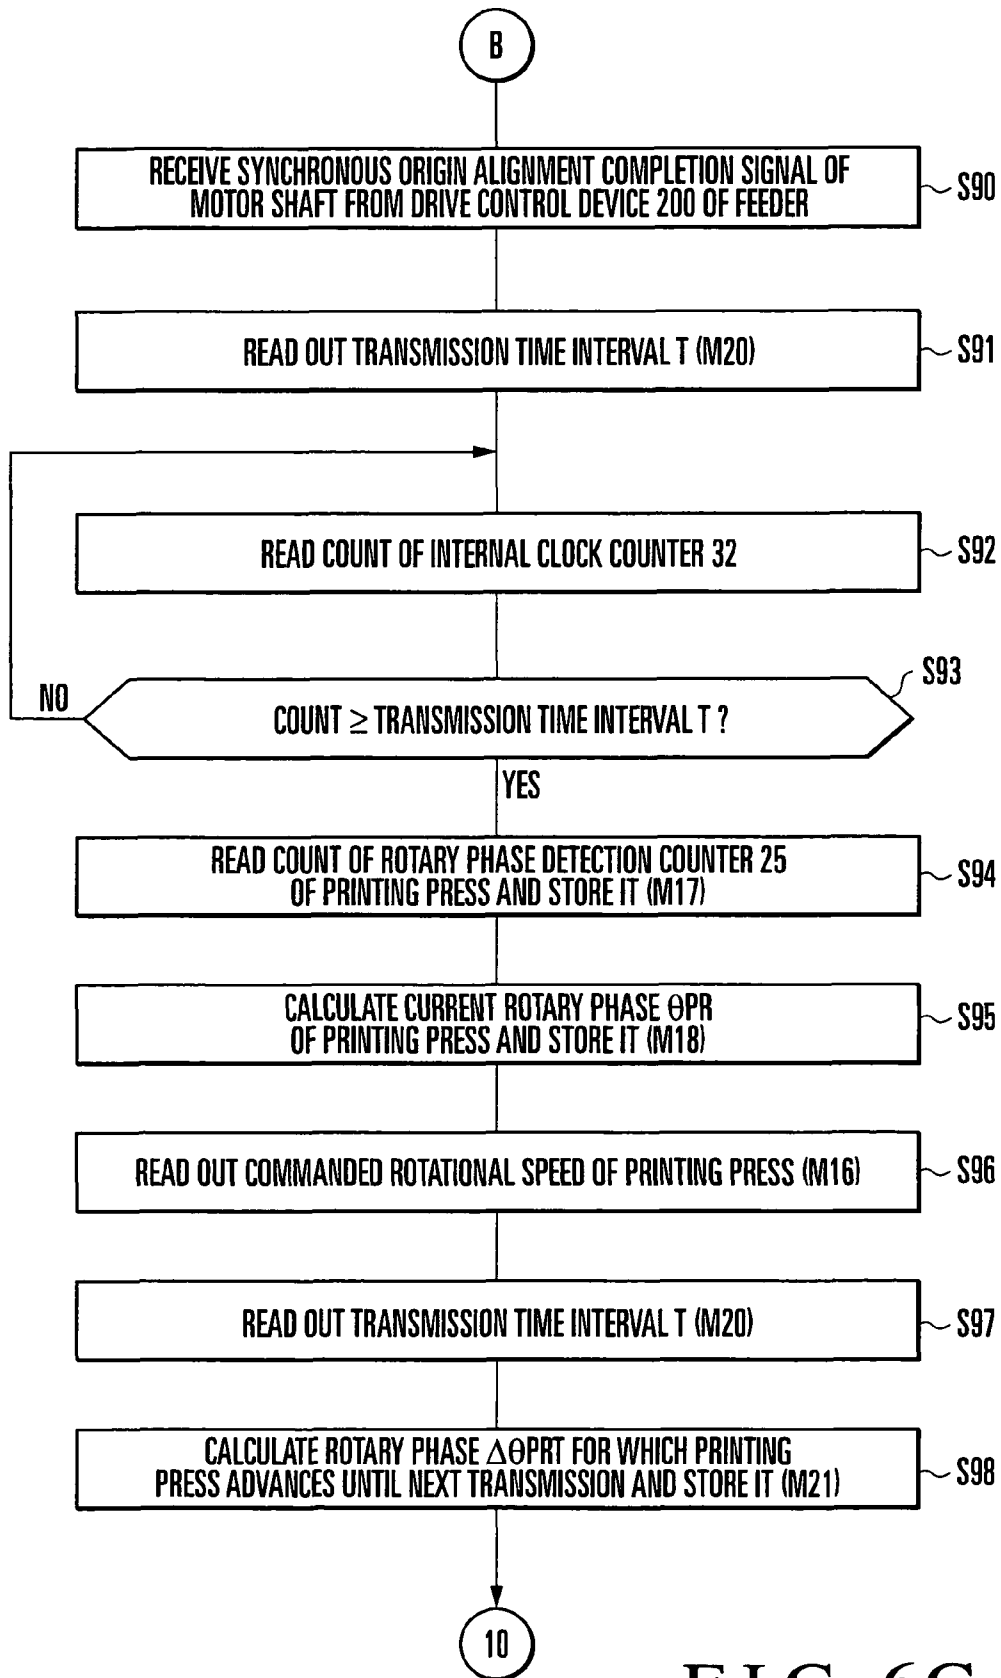 B
RECEIVE SYNCHRONOUS ORIGIN ALIGNMENT COMPLETION SIGNAL OF
MOTOR SHAFT FROM DRIVE CONTROL DEVICE 200 OF FEEDER
S90
READ OUT TRANSMISSION TIME INTERVAL T (M20)
S91
READ COUNT OF INTERNAL CLOCK COUNTER 32
S92
S93
NO
COUNT ≥ TRANSMISSION TIME INTERVAL T ?
YES
READ COUNT OF ROTARY PHASE DETECTION COUNTER 25
OF PRINTING PRESS AND STORE IT (M17)
S94
CALCULATE CURRENT ROTARY PHASE θPR
OF PRINTING PRESS AND STORE IT (M18)
S95
READ OUT COMMANDED ROTATIONAL SPEED OF PRINTING PRESS (M16)
S96
READ OUT TRANSMISSION TIME INTERVAL T (M20)
S97
CALCULATE ROTARY PHASE ΔθPRT FOR WHICH PRINTING
PRESS ADVANCES UNTIL NEXT TRANSMISSION AND STORE IT (M21)
S98
10